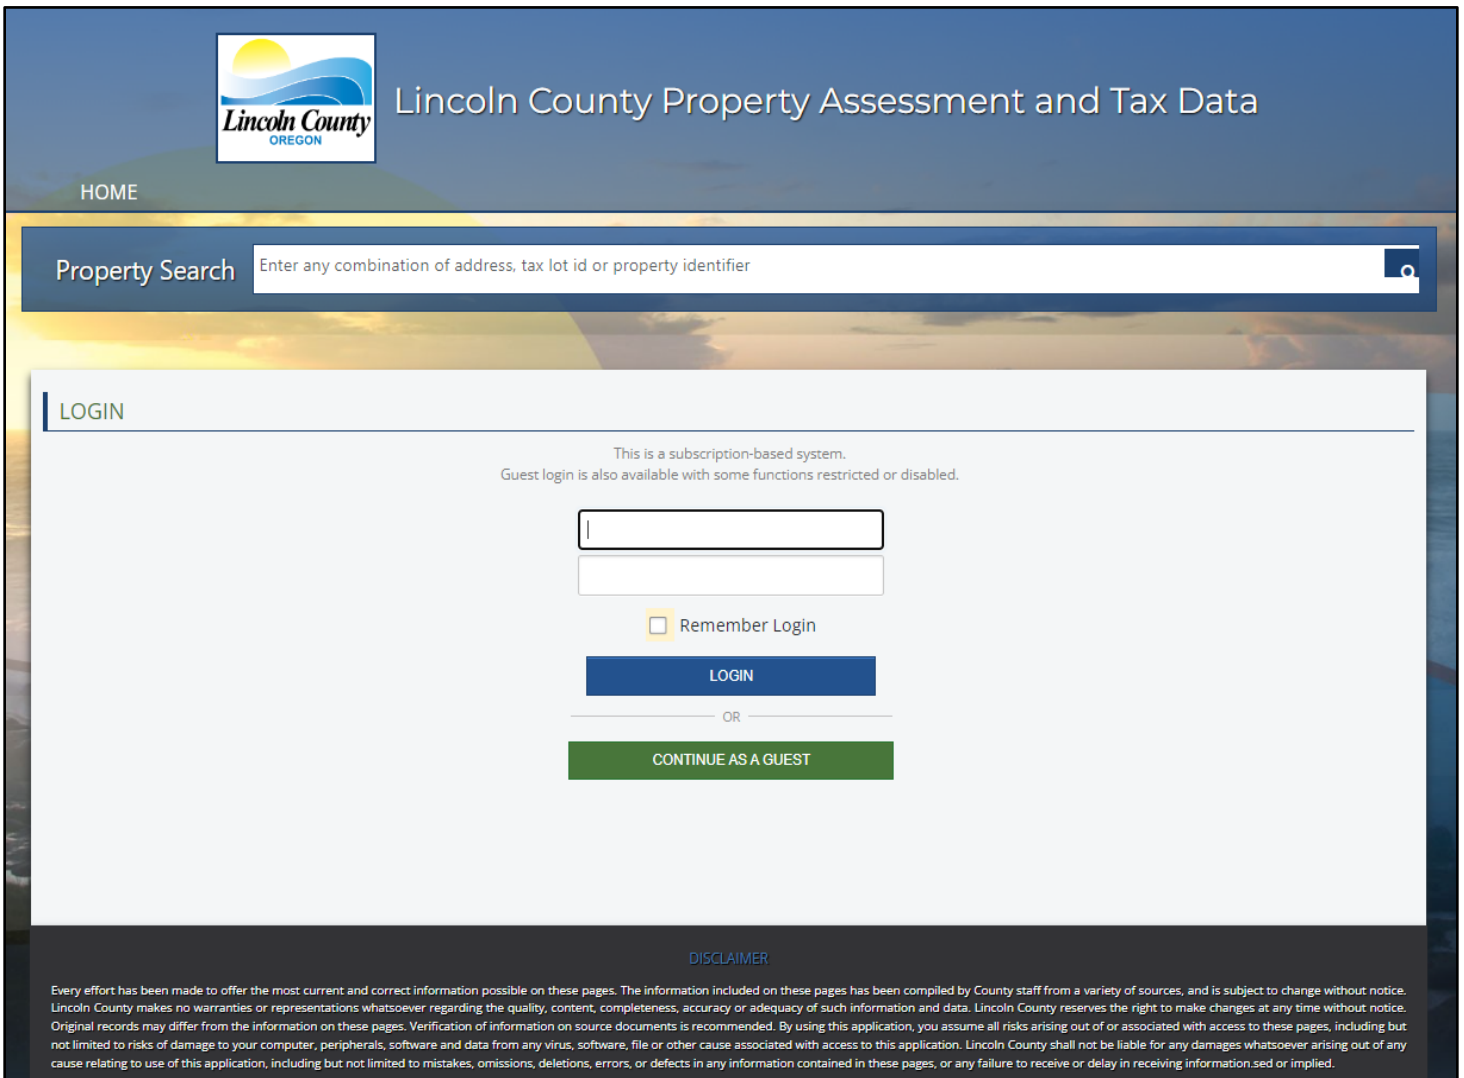 Lincoln County
OREGON
Lincoln County Property Assessment and Tax Data
HOME
Property Search
Enter any combination of address, tax lot id or property identifier
LOGIN
This is a subscription-based system.
Guest login is also available with some functions restricted or disabled.
Remember Login
LOGIN
OR
CONTINUE AS A GUEST
DISCLAIMER
Every effort has been made to offer the most current and correct information possible on these pages. The information included on these pages has been compiled by County staff from a variety of sources, and is subject to change without notice.
Lincoln County makes no warranties or representations whatsoever regarding the quality, content, completeness, accuracy or adequacy of such information and data. Lincoln County reserves the right to make changes at any time without notice.
Original records may differ from the information on these pages. Verification of information on source documents is recommended. By using this application, you assume all risks arising out of or associated with access to these pages, including but
not limited to risks of damage to your computer, peripherals, software and data from any virus, software, file or other cause associated with access to this application. Lincoln County shall not be liable for any damages whatsoever arising out of any
cause relating to use of this application, including but not limited to mistakes, omissions, deletions, errors, or defects in any information contained in these pages, or any failure to receive or delay in receiving information.sed or implied.